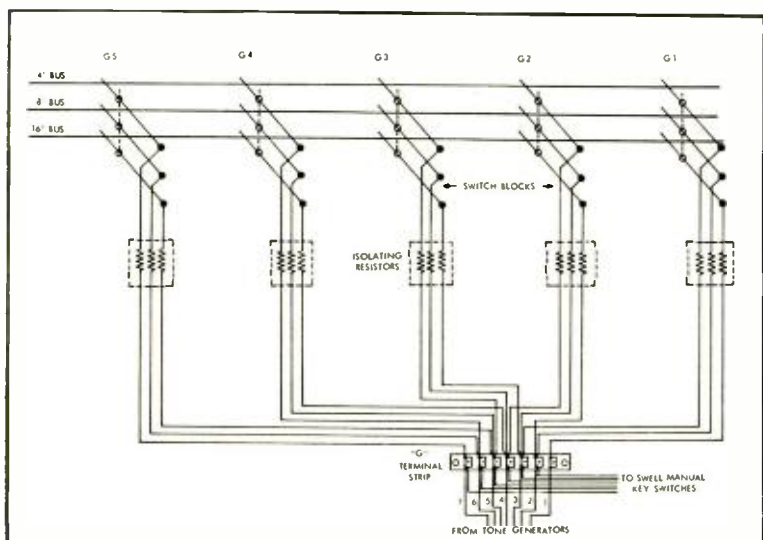 G5 G4 G3 G2 G1
4' BUS
8' BUS
16' BUS
SWITCH BLOCKS
ISOLATING
RESISTORS
"G"
TERMINAL
STRIP
TO SWELL MANUAL
KEY SWITCHES
7 6 5 4 3 2 1
FROM TONE GENERATORS